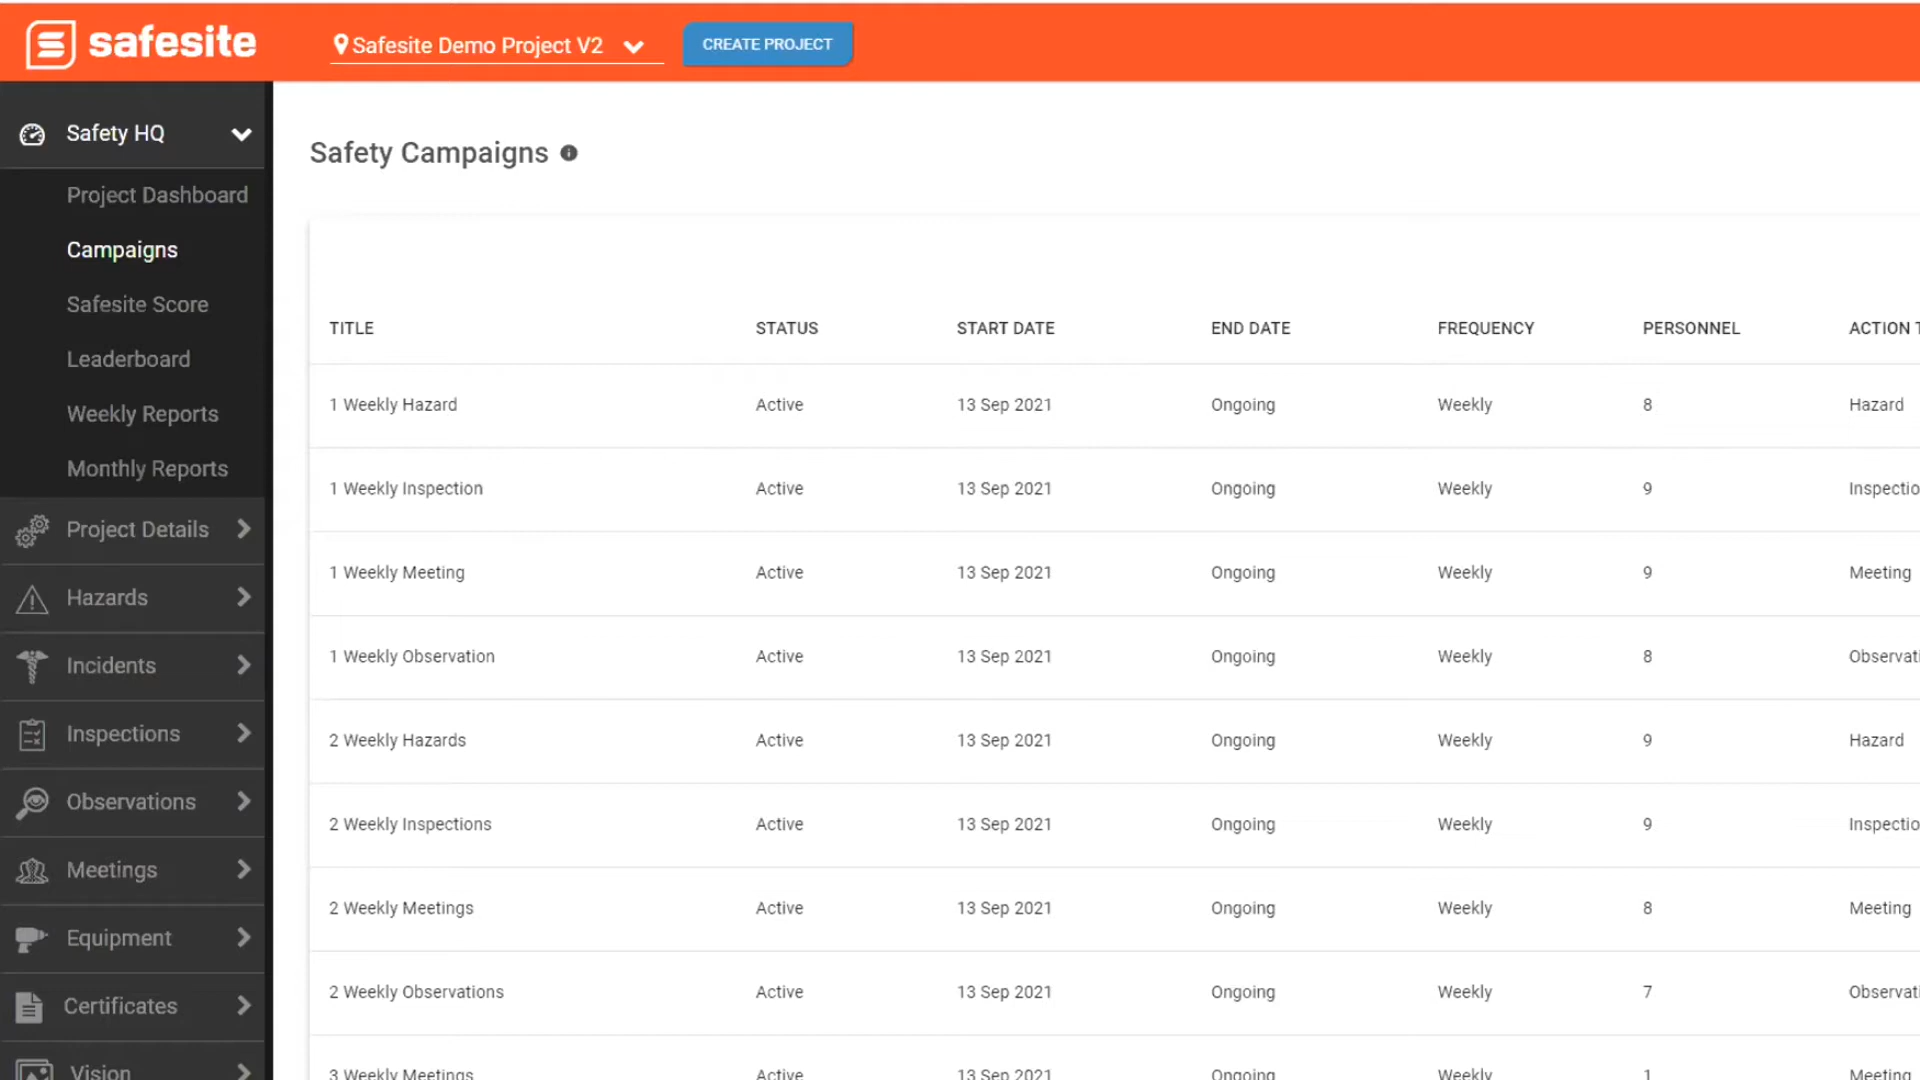 safesite
Safesite Demo Project V2
CREATE PROJECT
Safety HQ
Project Dashboard
Campaigns
Safesite Score
Leaderboard
Weekly Reports
Monthly Reports
Project Details
Hazards
Incidents
Inspections
Observations
Meetings
Equipment
Certificates
Vision
Safety Campaigns
TITLE STATUS START DATE END DATE FREQUENCY PERSONNEL ACTION T
1 Weekly Hazard Active 13 Sep 2021 Ongoing Weekly 8 Hazard
1 Weekly Inspection Active 13 Sep 2021 Ongoing Weekly 9 Inspectio
1 Weekly Meeting Active 13 Sep 2021 Ongoing Weekly 9 Meeting
1 Weekly Observation Active 13 Sep 2021 Ongoing Weekly 8 Observati
2 Weekly Hazards Active 13 Sep 2021 Ongoing Weekly 9 Hazard
2 Weekly Inspections Active 13 Sep 2021 Ongoing Weekly 9 Inspectio
2 Weekly Meetings Active 13 Sep 2021 Ongoing Weekly 8 Meeting
2 Weekly Observations Active 13 Sep 2021 Ongoing Weekly 7 Observati
3 Weekly Meetings Active 13 Sep 2021 Ongoing Weekly 1 Meeting